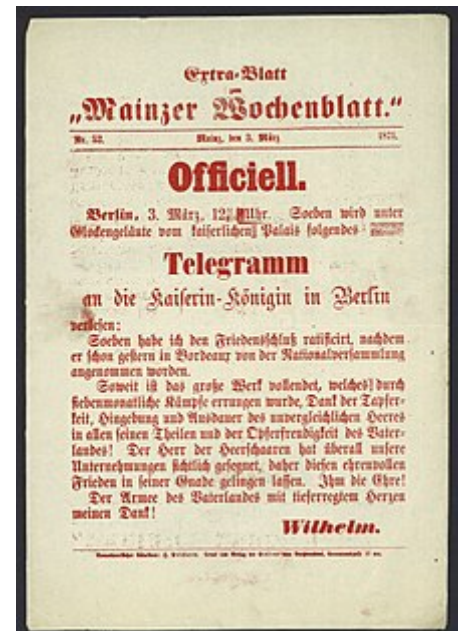 Extra-Blatt
zum
„Mainzer Wochenblatt.“
Nr. 52. Mainz, den 3. März 1871.
Officiell.
Berlin, 3. März, 12 Uhr. Soeben wird unter
Glockengeläute vom kaiserlichen Palais folgendes
Telegramm
an die Kaiserin-Königin in Berlin
verlesen:
Soeben habe ich den Friedensschluß ratificirt, nachdem
er schon gestern in Bordeaux von der Nationalversammlung
angenommen worden.
Soweit ist das große Werk vollendet, welches durch
siebenmonatliche Kämpfe errungen wurde, Dank der Tapfer-
keit, Hingebung und Ausdauer des unvergleichlichen Heeres
in allen seinen Theilen und der Opferfreudigkeit des Vater-
landes! Der Herr der Heerschaaren hat überall unsere
Unternehmungen sichtlich gesegnet, daher diesen ehrenvollen
Frieden in seiner Gnade gelingen lassen. Ihm die Ehre!
Der Armee des Vaterlandes mit tieferregtem Herzen
meinen Dank!
Wilhelm.